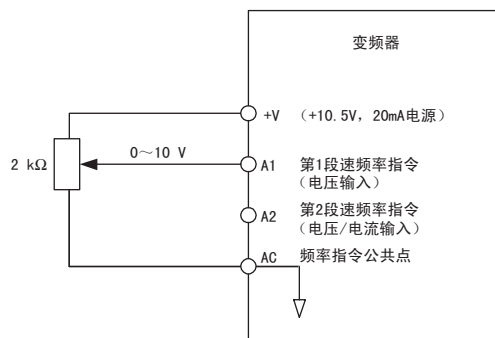 变频器
+V （+10.5V，20mA电源）
0～10 V
2 kΩ
A1 第1段速频率指令
（电压输入）
A2 第2段速频率指令
（电压/电流输入）
AC 频率指令公共点